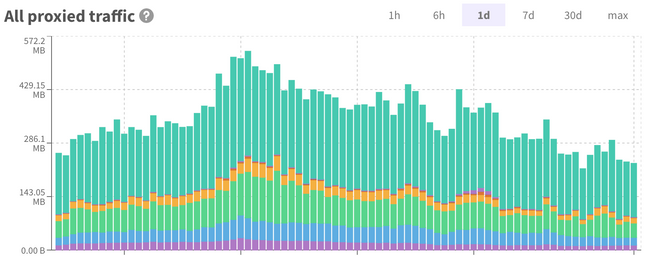 All proxied traffic ?
1h 6h 1d 7d 30d max
572.2
MB
429.15
MB
286.1
MB
143.05
MB
0.00 B